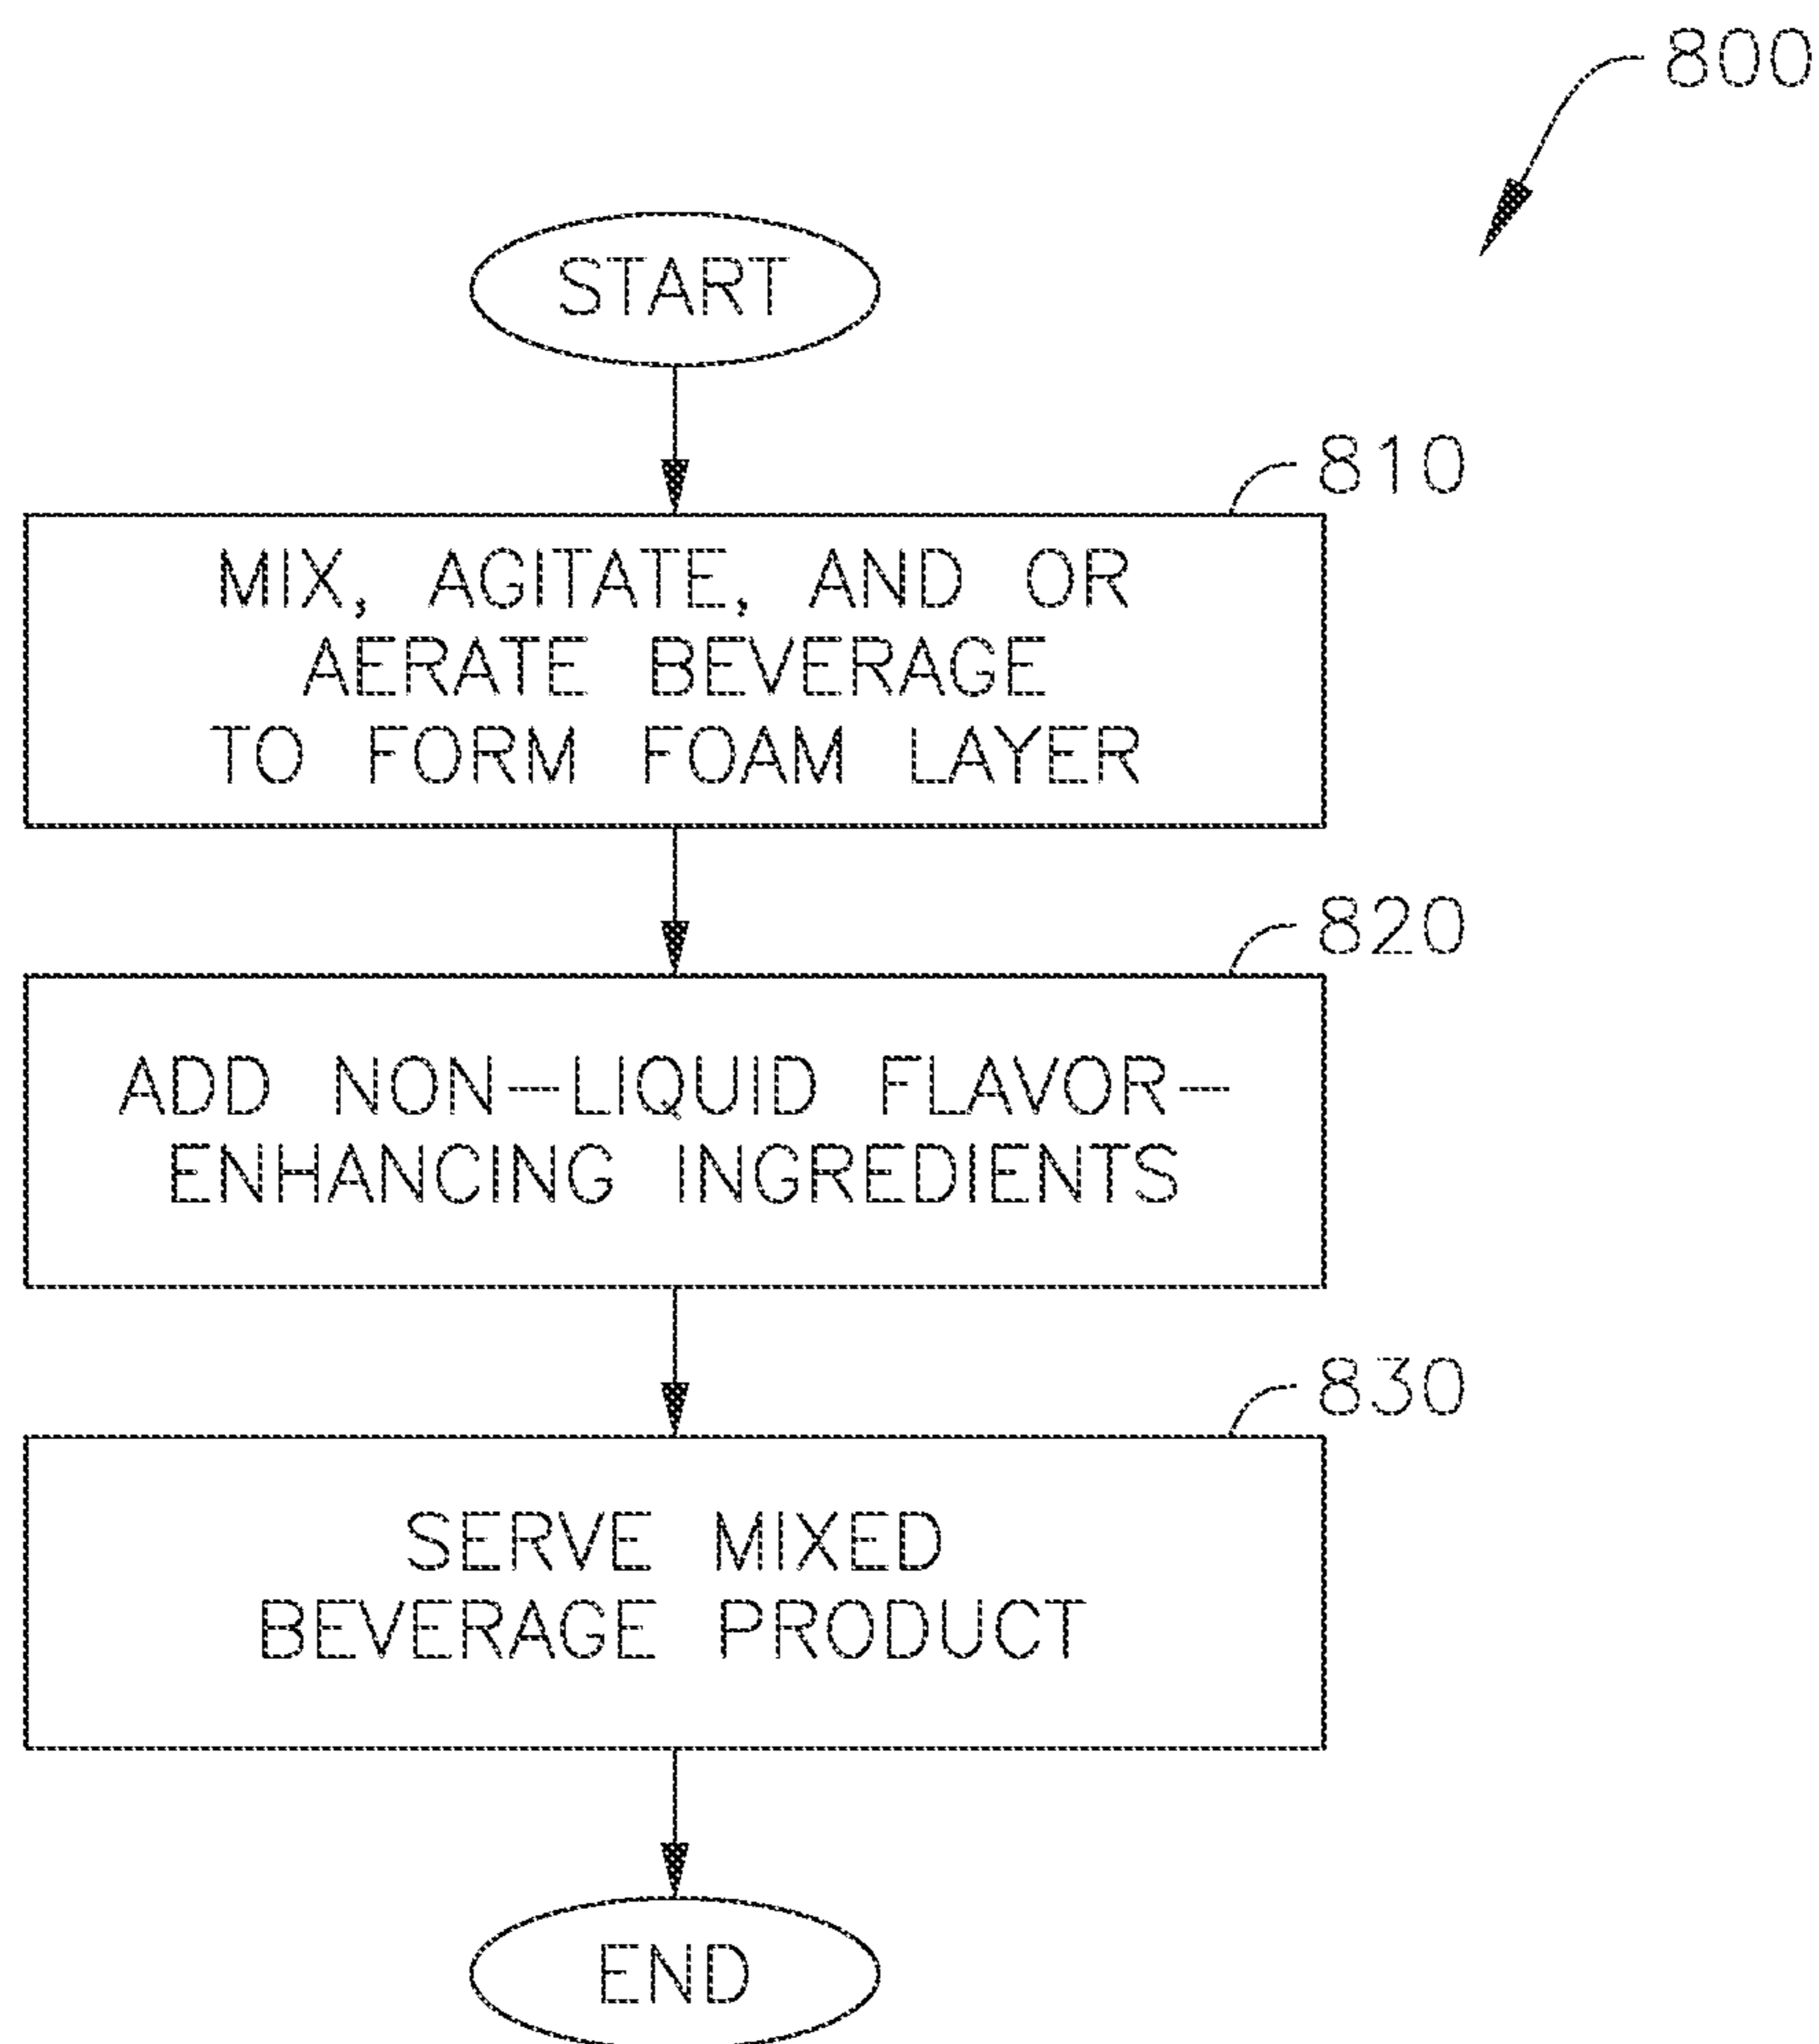 800
START
810
MIX, AGITATE, AND OR
AERATE BEVERAGE
TO FORM FOAM LAYER
820
ADD NON-LIQUID FLAVOR-
ENHANCING INGREDIENTS
830
SERVE MIXED
BEVERAGE PRODUCT
END